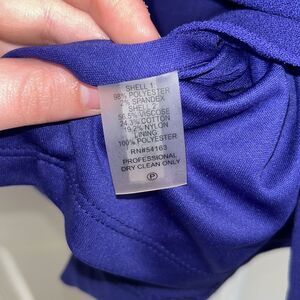 SHELL 1
98% POLYESTER
2% SPANDEX
SHELL 2
56.5% VISCOSE
24.3% COTTON
19.2% NYLON
LINING
100% POLYESTER
RN#54163
PROFESSIONAL
DRY CLEAN ONLY
P